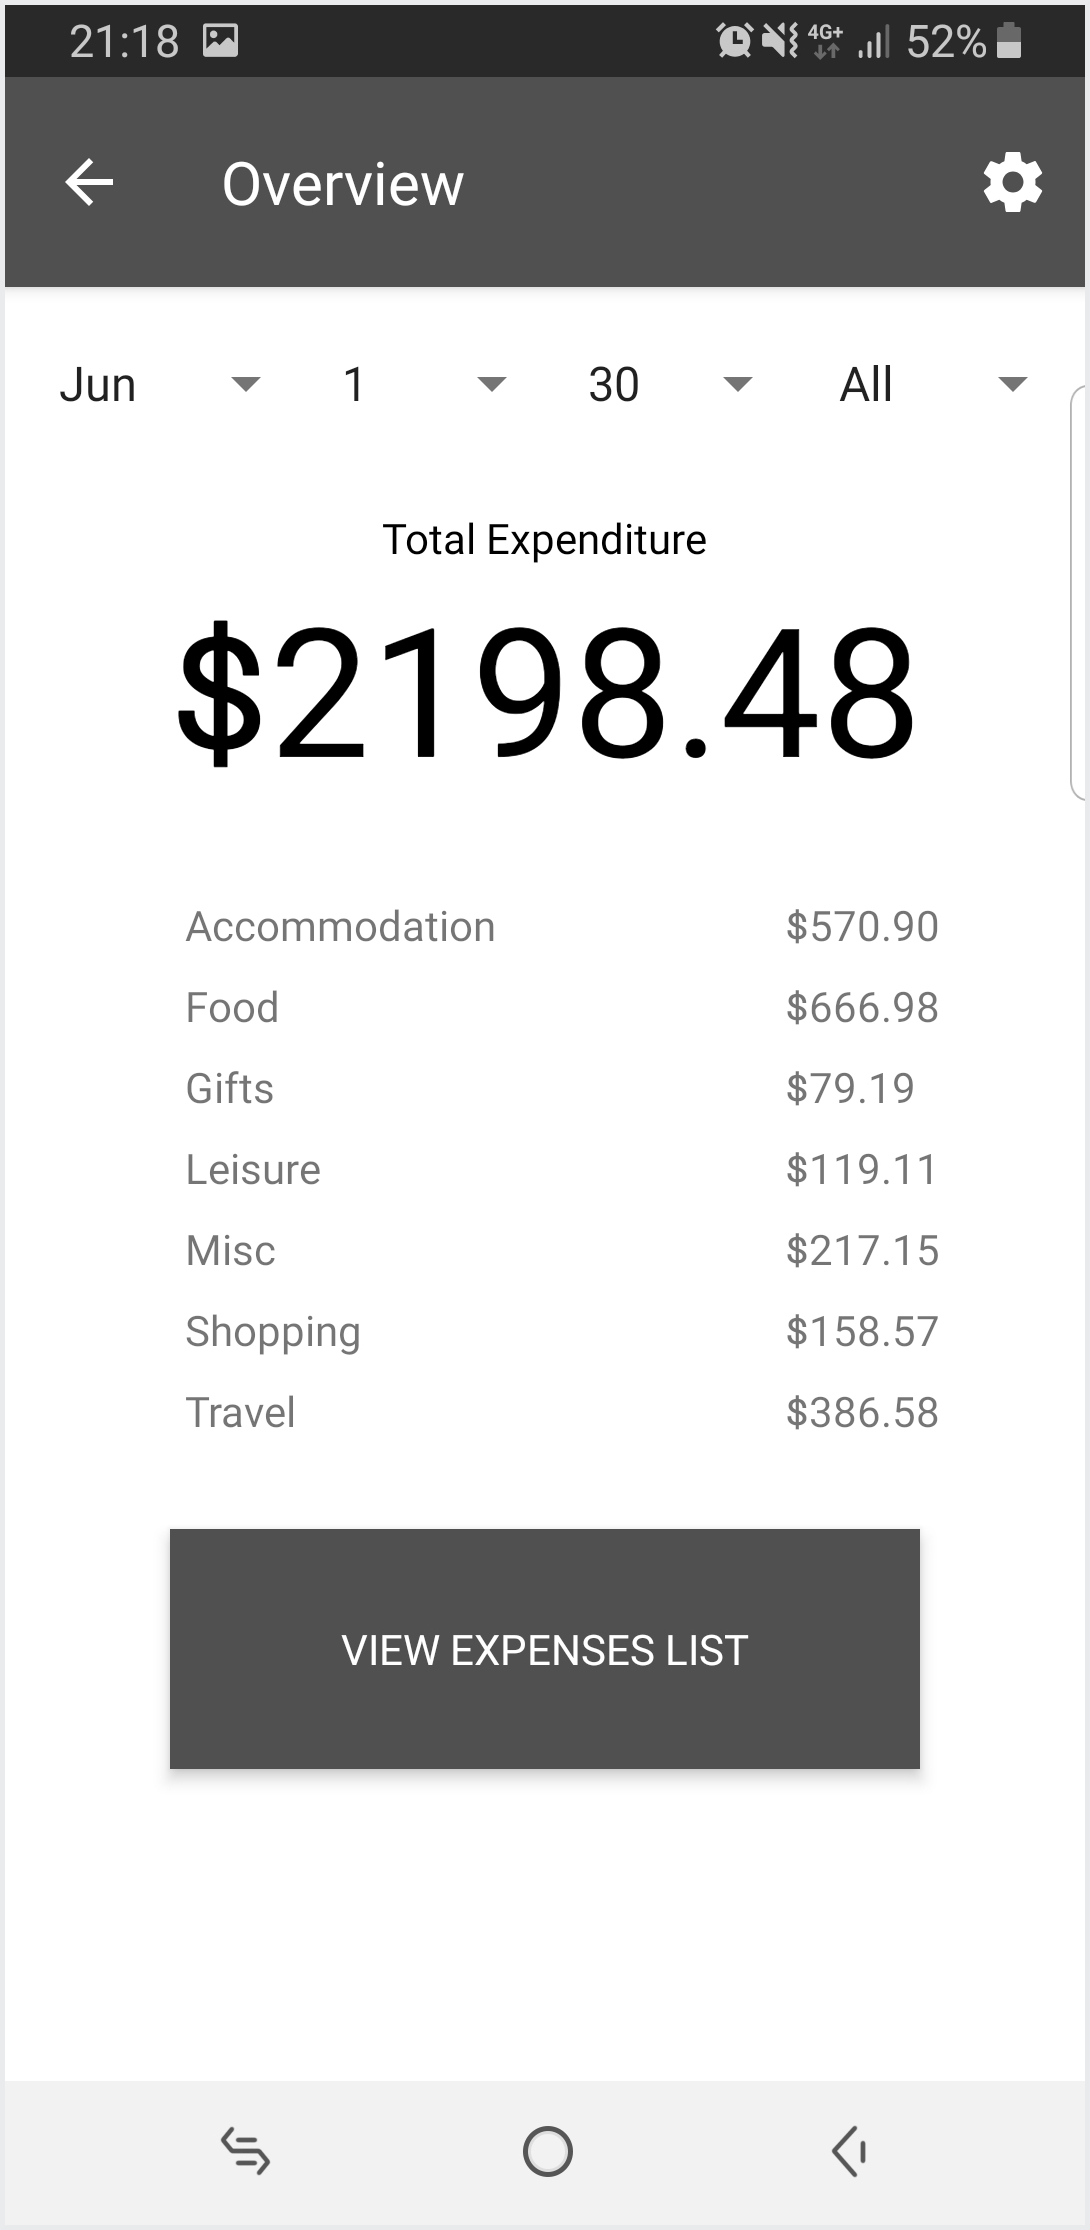 21:18 4G+ 52%
Overview
Jun 1 30 All
Total Expenditure
$2198.48
Accommodation $570.90
Food $666.98
Gifts $79.19
Leisure $119.11
Misc $217.15
Shopping $158.57
Travel $386.58
VIEW EXPENSES LIST